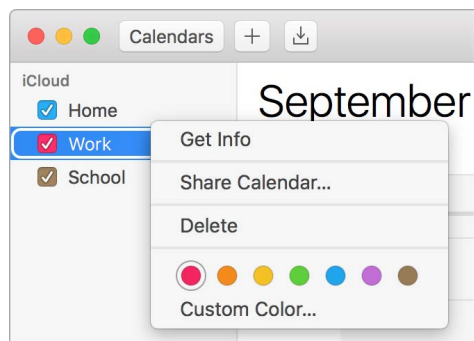 Calendars
iCloud
Home
Work
School
September
Get Info
Share Calendar...
Delete
Custom Color...